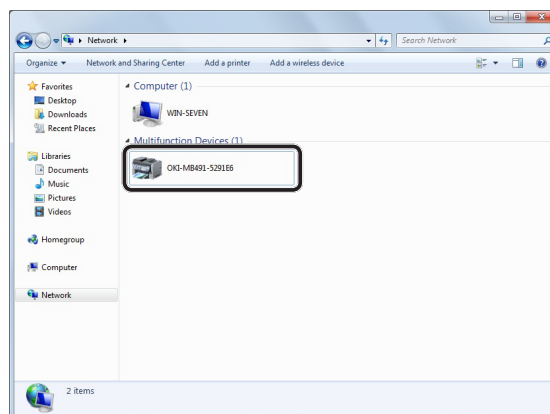 Network
Search Network
Organize
Network and Sharing Center
Add a printer
Add a wireless device
Favorites
Desktop
Downloads
Recent Places
Libraries
Documents
Music
Pictures
Videos
Homegroup
Computer
Network
Computer (1)
WIN-SEVEN
Multifunction Devices (1)
OKI-MB491-5291E6
2 items